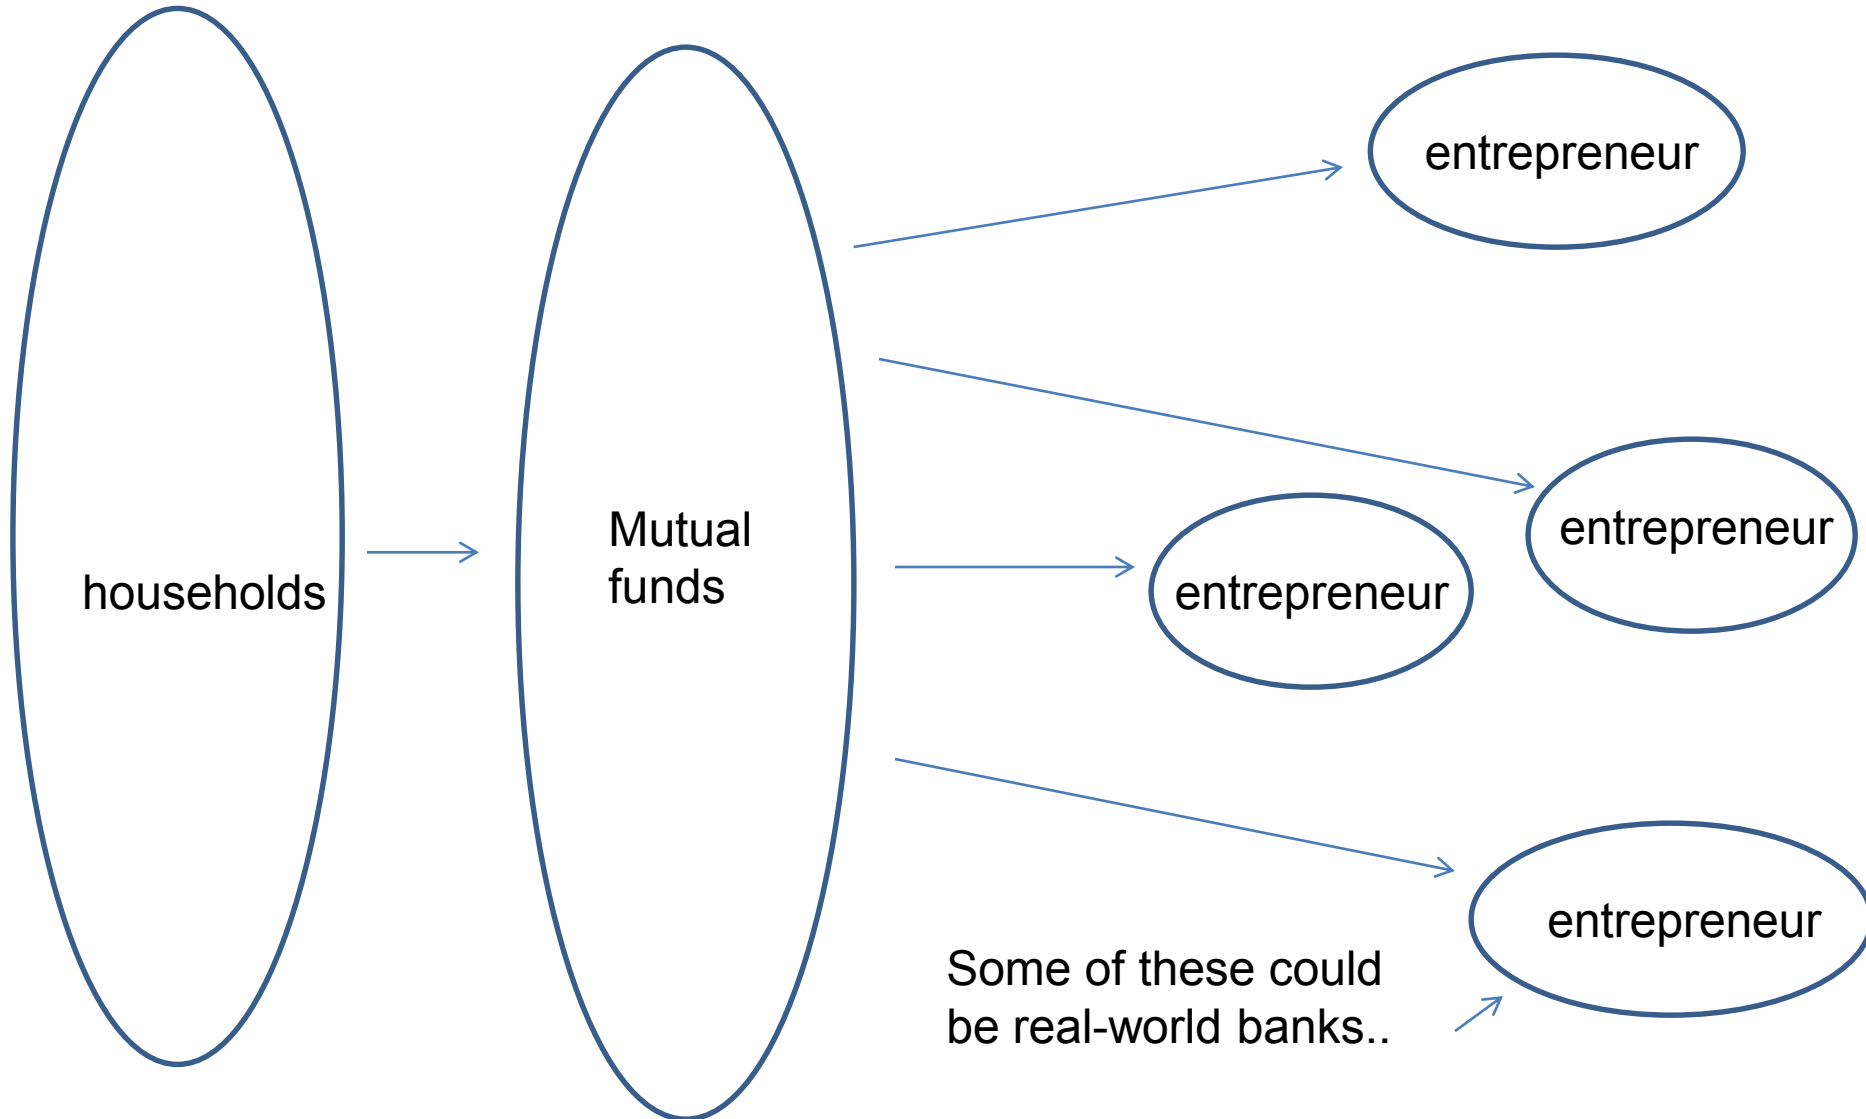 entrepreneur
entrepreneur
Mutual
funds
households
entrepreneur
entrepreneur
Some of these could
be real-world banks..